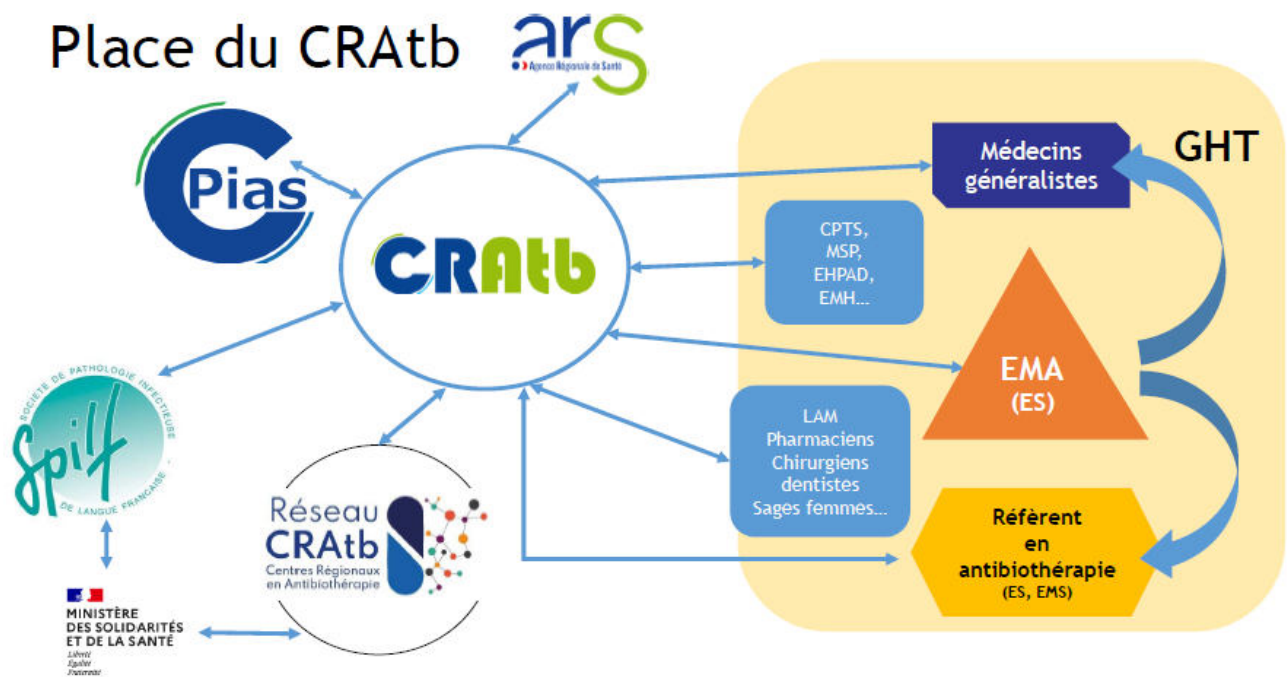 Place du CRAtb
ars
Agence Régionale de Santé
CPias
CRAtb
GHT
Médecins
généralistes
CPTS,
MSP,
EHPAD,
EMH...
EMA
(ES)
LAM
Pharmaciens
Chirurgiens
dentistes
Sages femmes...
Réfèrent
en
antibiothérapie
(ES, EMS)
SOCIÉTÉ DE PATHOLOGIE INFECTIEUSE
Spilf
DE LANGUE FRANÇAISE -
Réseau
CRAtb
Centres Régionaux
en Antibiothérapie
MINISTÈRE
DES SOLIDARITÉS
ET DE LA SANTÉ
Liberté
Égalité
Fraternité